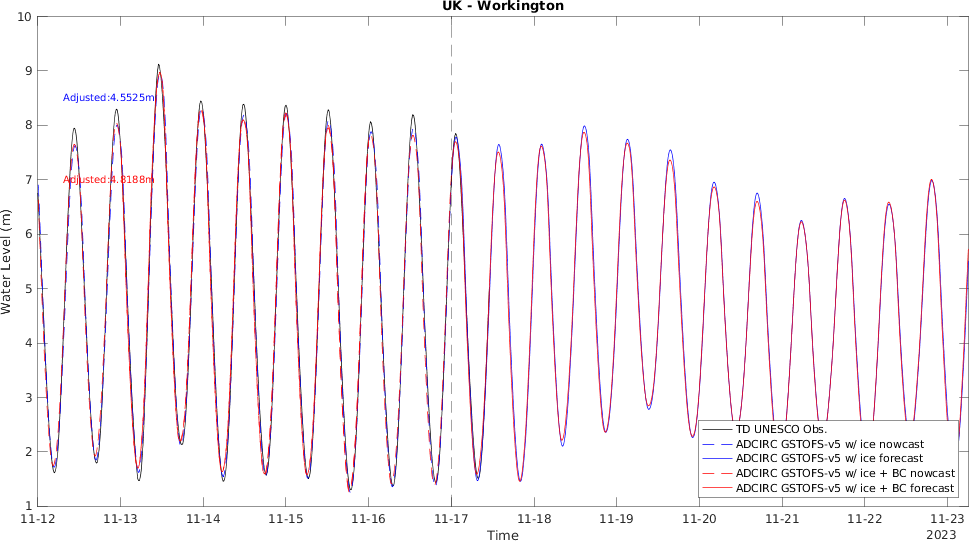 UK - Workington
10
9
8
7
6
5
4
3
2
1
Water Level (m)
Adjusted:4.5525m
Adjusted:4.8188m
TD UNESCO Obs.
ADCIRC GSTOFS-v5 w/ ice nowcast
ADCIRC GSTOFS-v5 w/ ice forecast
ADCIRC GSTOFS-v5 w/ ice + BC nowcast
ADCIRC GSTOFS-v5 w/ ice + BC forecast
11-12 11-13 11-14 11-15 11-16 11-17 11-18 11-19 11-20 11-21 11-22 11-23
Time
2023